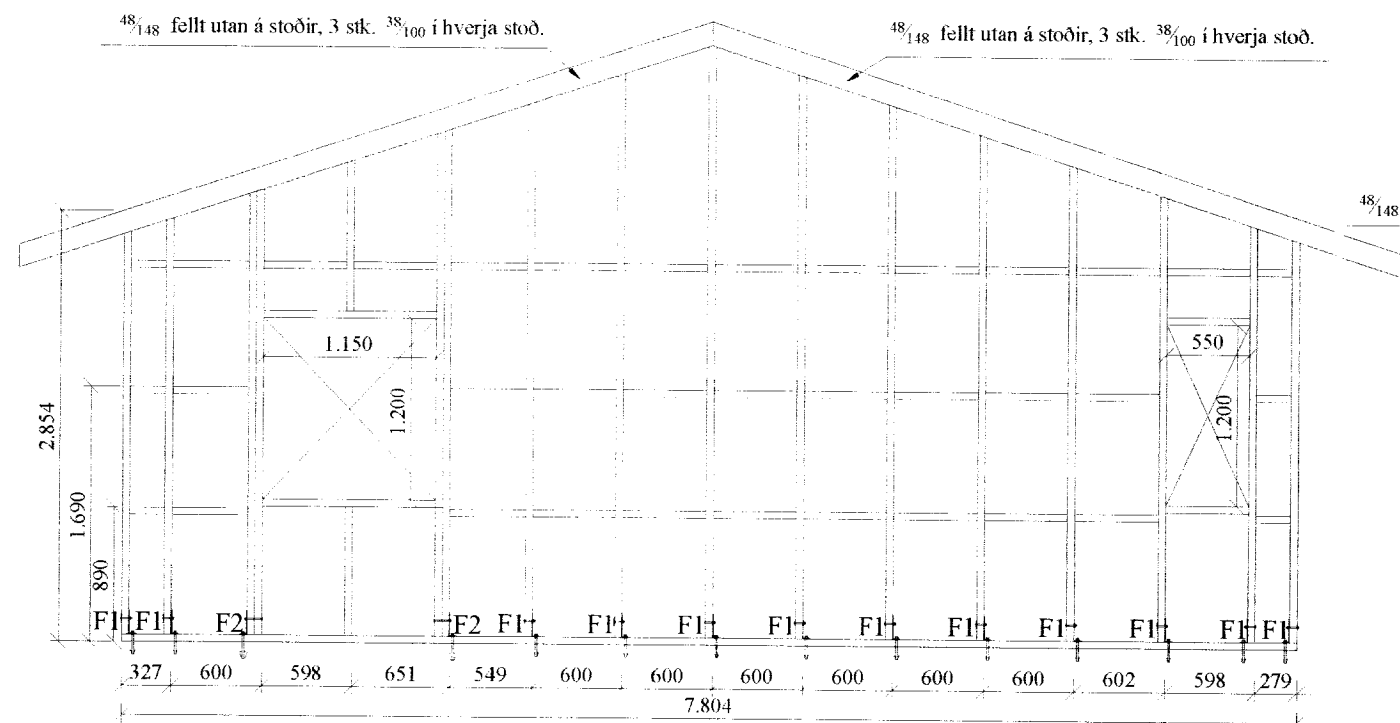 48/148 fellt utan á stoðir, 3 stk. 38/100 í hverja stoð.
48/148 fellt utan á stoðir, 3 stk. 38/100 í hverja stoð.
48/148
1.150
550
1.200
1.200
2.854
1.690
890
F1 F1 F2 F2 F1 F1 F1 F1 F1 F1 F1 F1 F1 F1
327 600 598 651 549 600 600 600 600 600 600 602 598 279
7.804